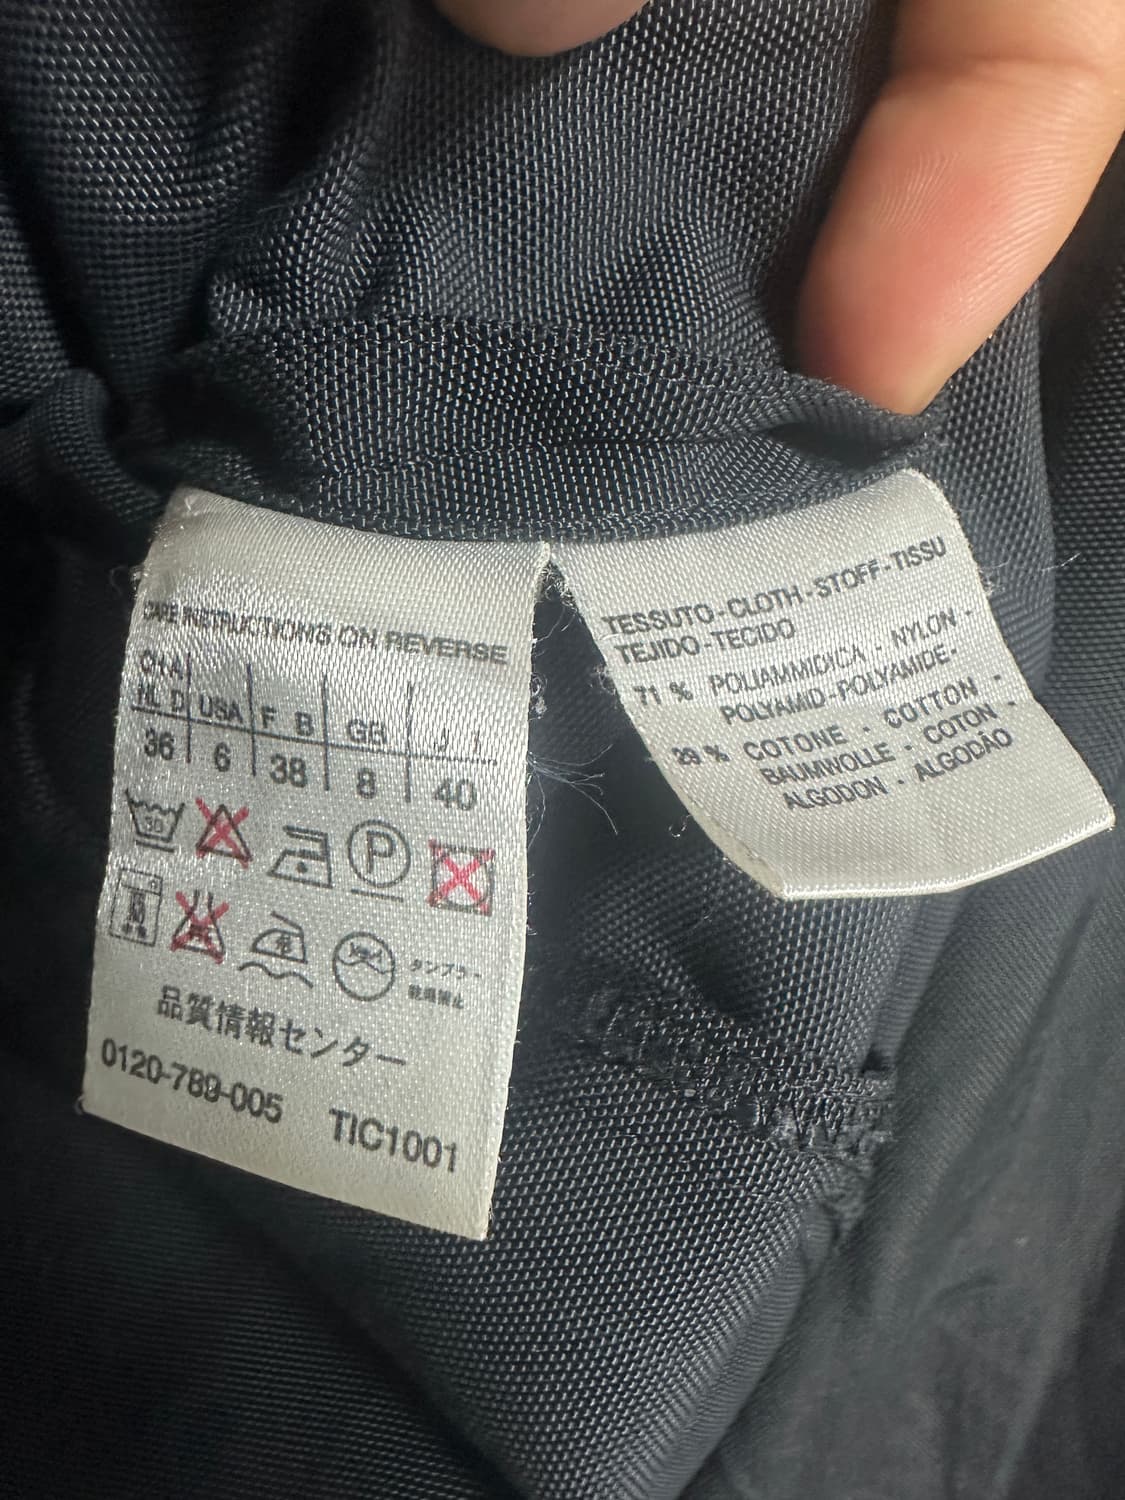 CARE INSTRUCTIONS ON REVERSE
CH A
NL D USA F B GB J I
36 6 38 8 40
30 P
タンブラー
乾燥禁止
品質情報センター
0120-789-005 TIC1001
TESSUTO-CLOTH-STOFF-TISSU
TEJIDO-TECIDO
71 % POLIAMMIDICA - NYLON -
POLYAMID-POLYAMIDE-
29 % COTONE - COTTON -
BAUMWOLLE - COTON -
ALGODON - ALGODÃO